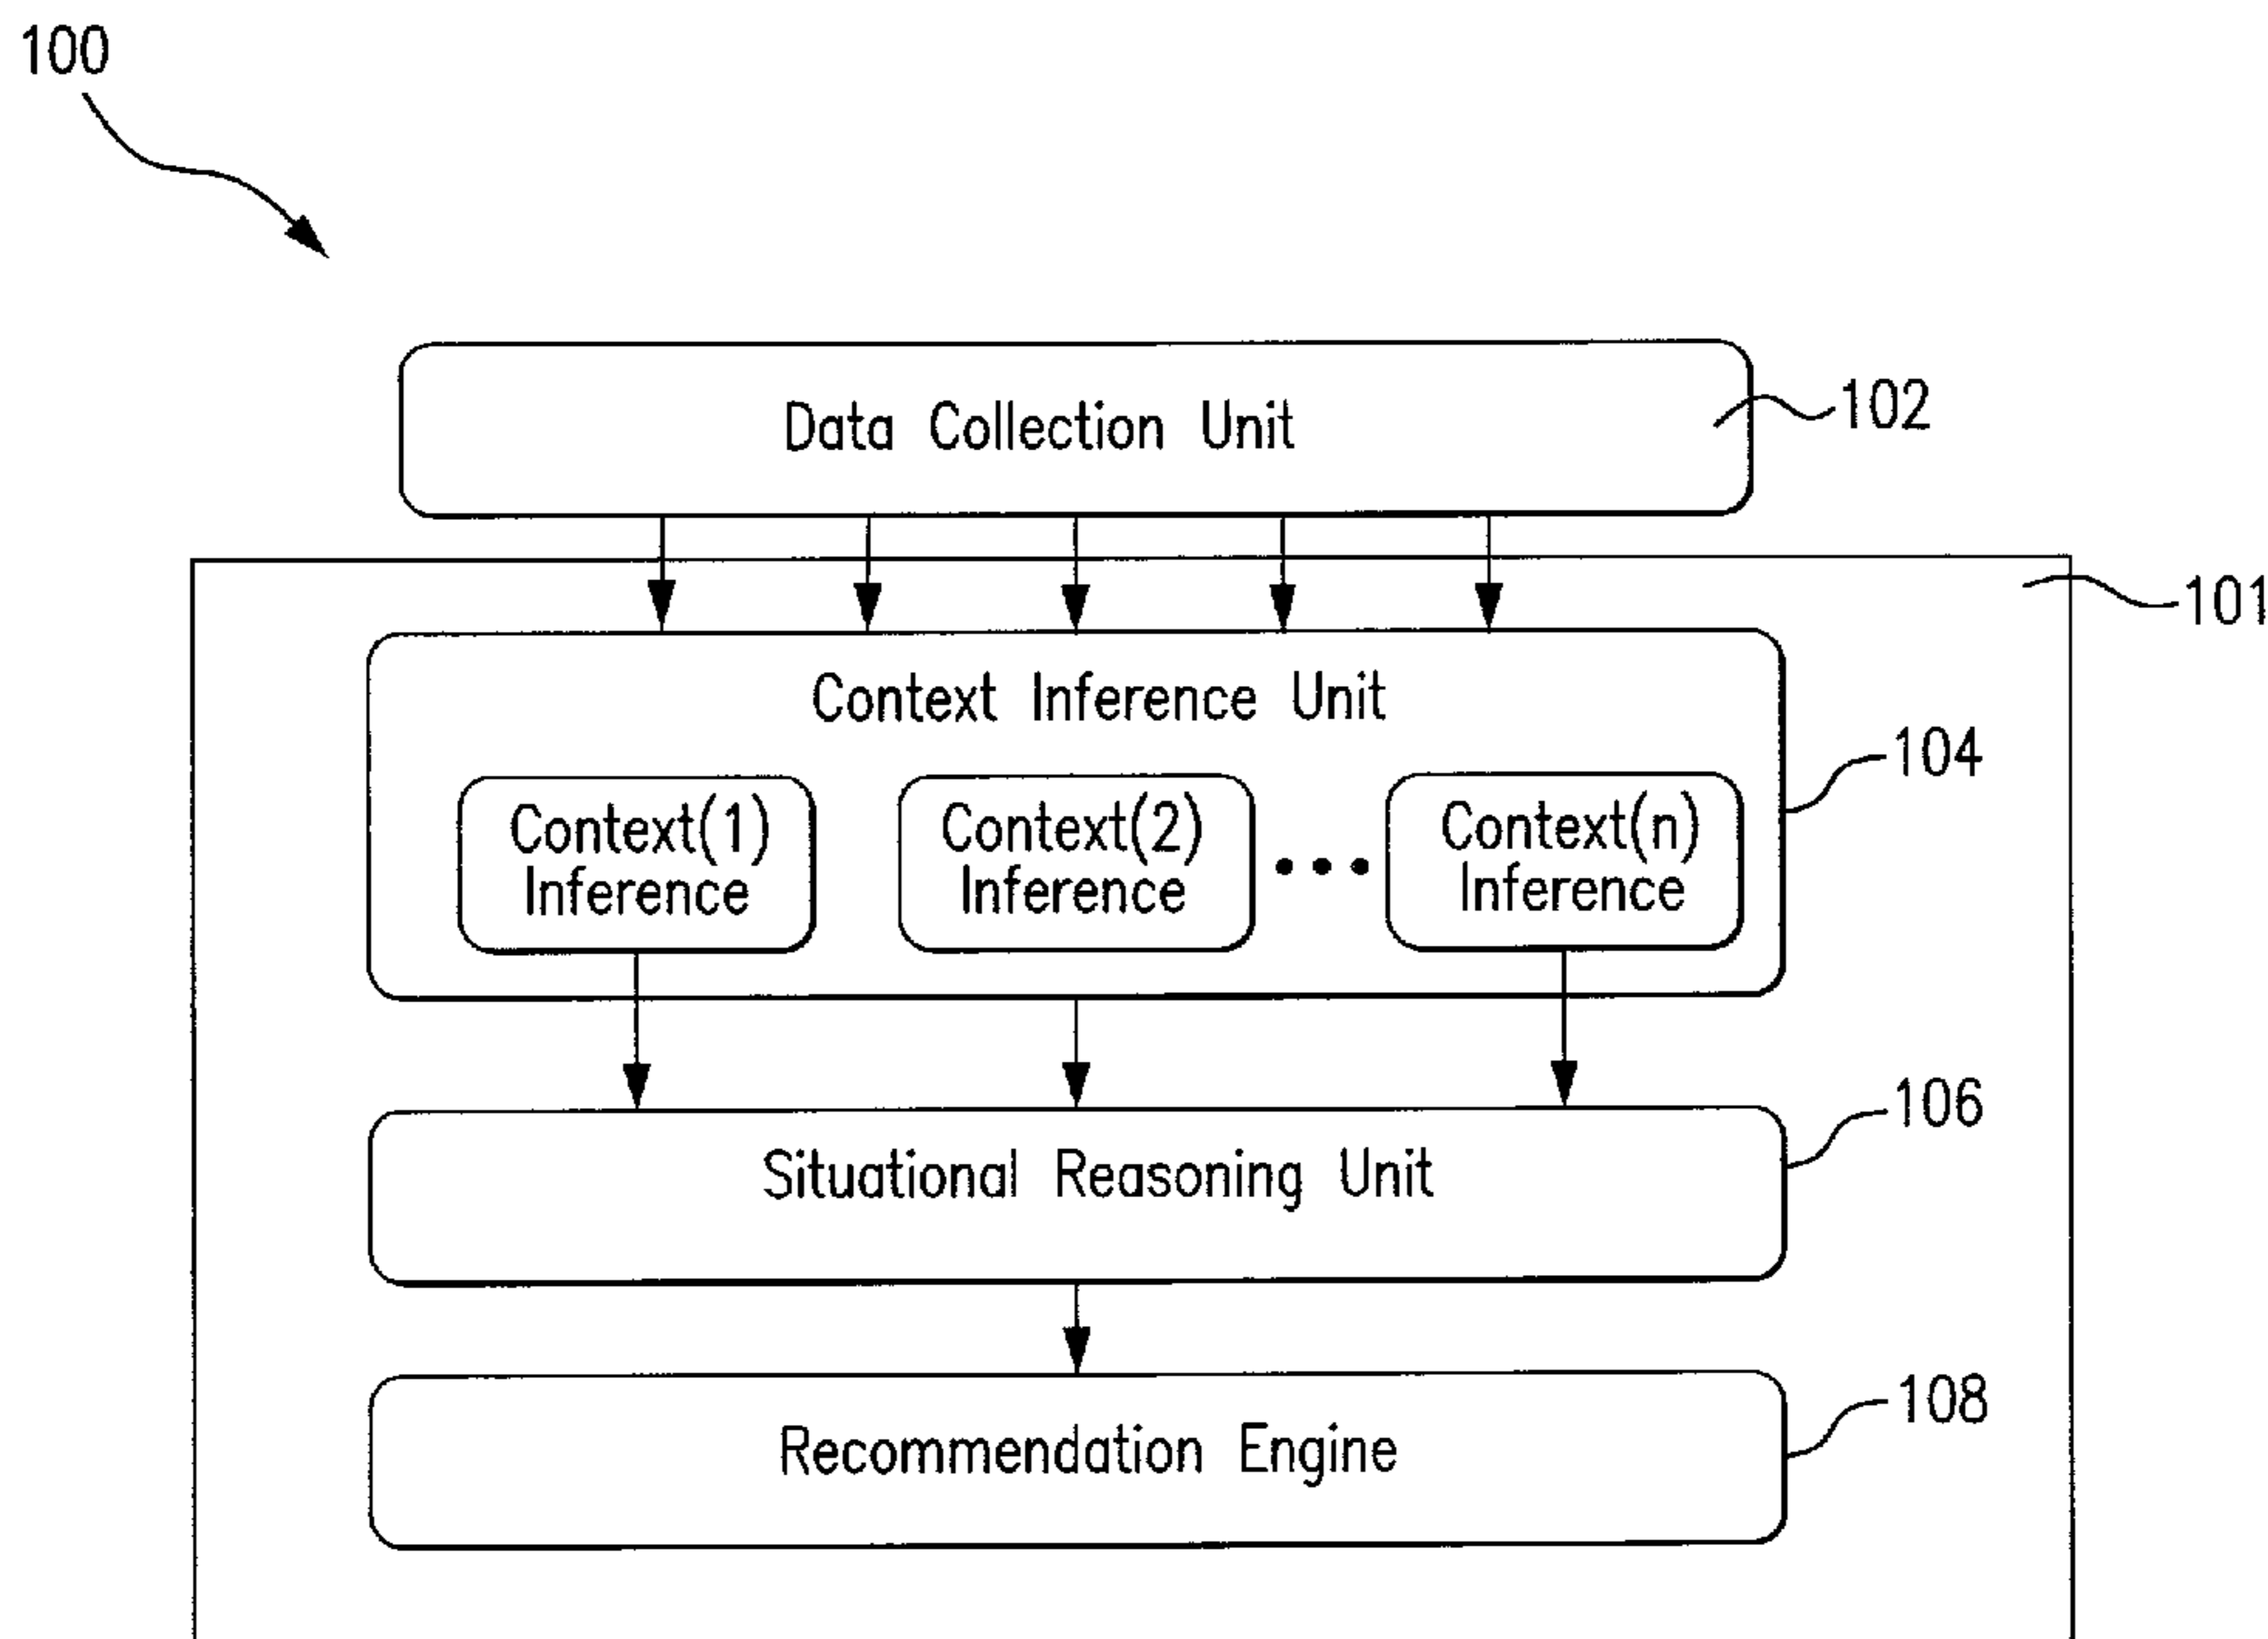 100
Data Collection Unit
102
101
Context Inference Unit
104
Context(1)
Inference
Context(2)
Inference
Context(n)
Inference
106
Situational Reasoning Unit
108
Recommendation Engine